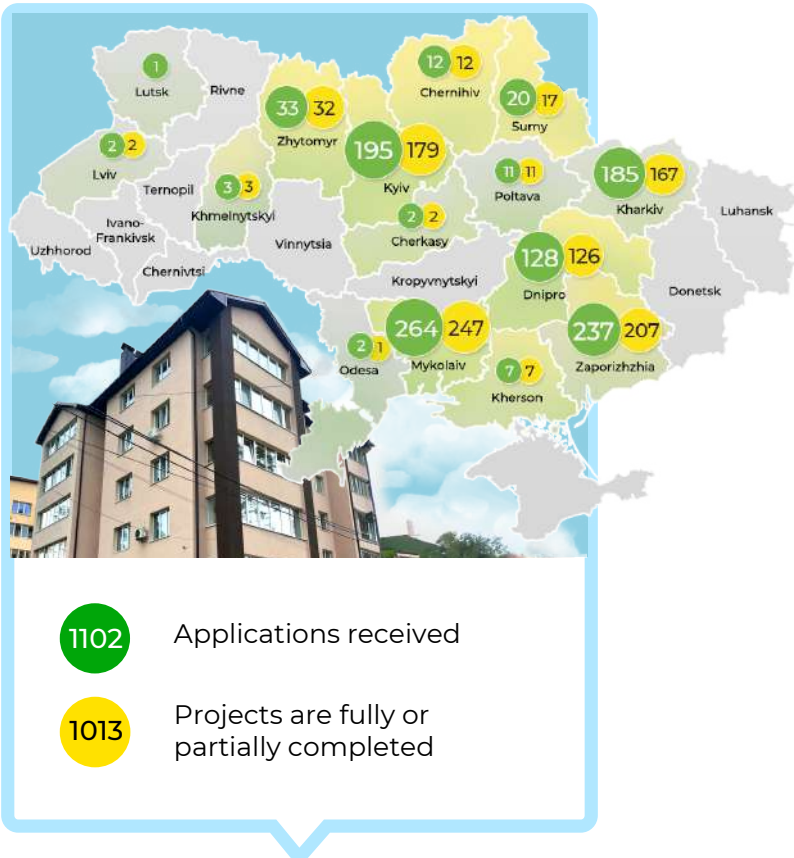 1
Lutsk
Rivne
33 32
Zhytomyr
12 12
Chernihiv
20 17
Sumy
2 2
Lviv
Ternopil
3 3
Khmelnytskyi
195 179
Kyiv
11 11
Poltava
185 167
Kharkiv
Luhansk
Uzhhorod
Ivano-
Frankivsk
Chernivtsi
Vinnytsia
2 2
Cherkasy
Kropyvnytskyi
128 126
Dnipro
Donetsk
2 1
Odesa
264 247
Mykolaiv
7 7
Kherson
237 207
Zaporizhzhia
1102
Applications received
1013
Projects are fully or
partially completed